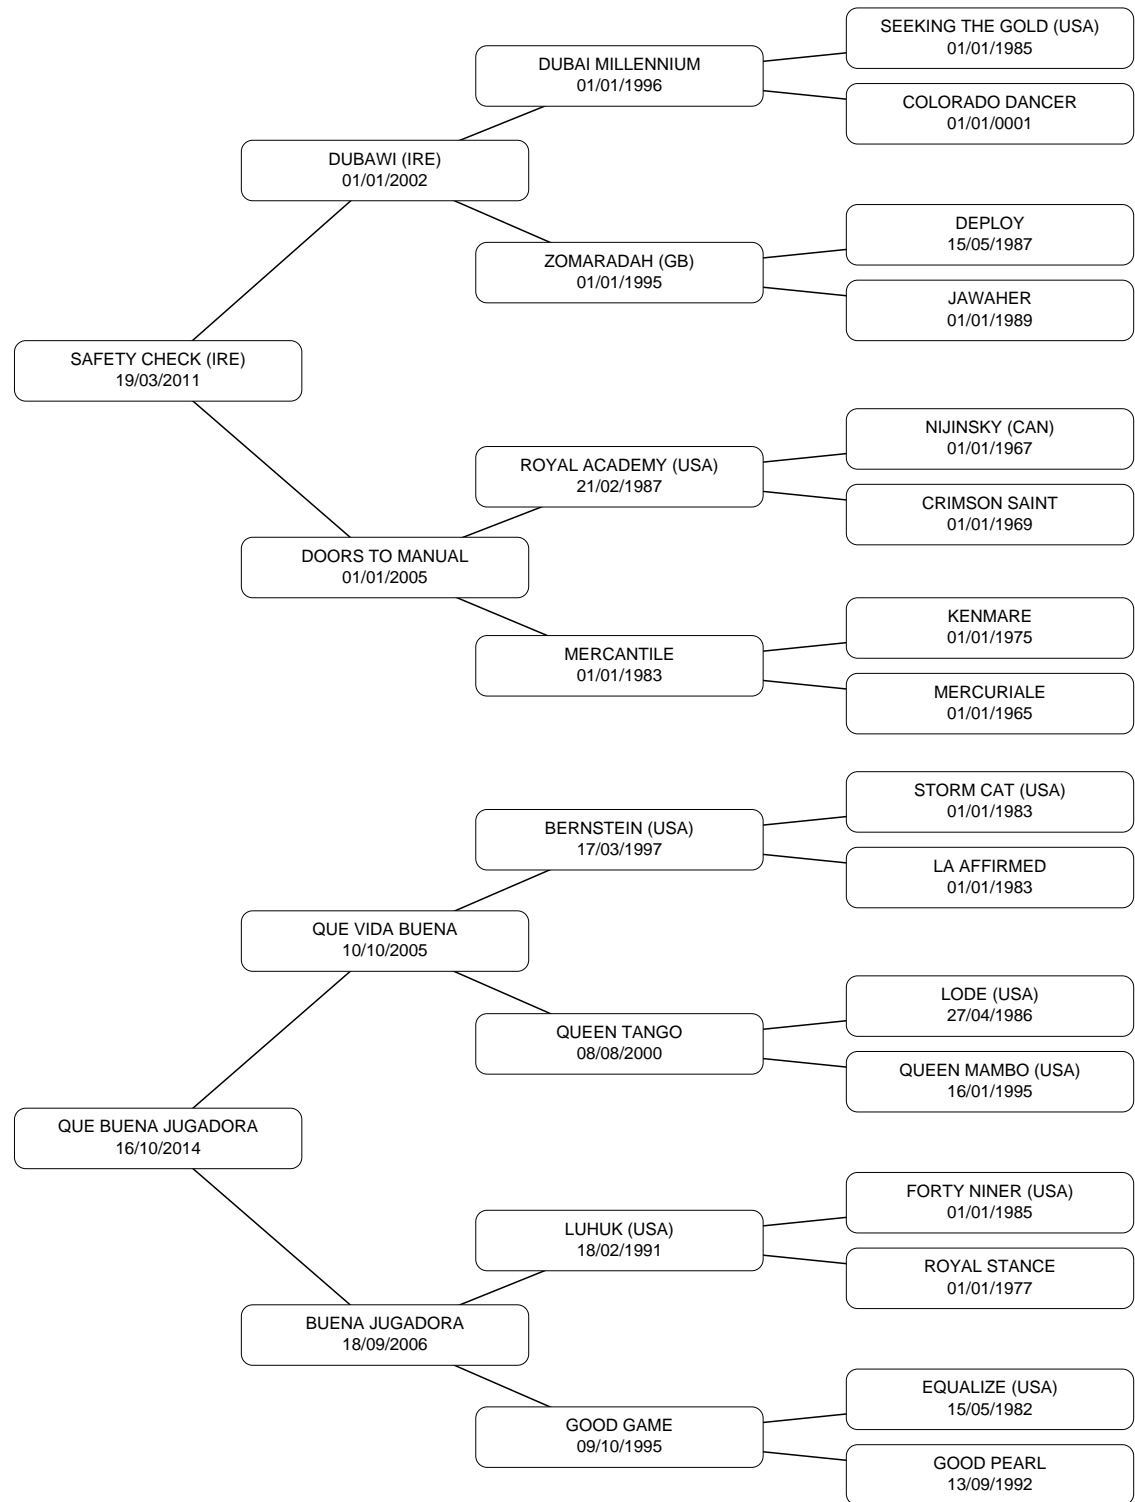 SEEKING THE GOLD (USA)
01/01/1985
DUBAI MILLENNIUM
01/01/1996
COLORADO DANCER
01/01/0001
DUBAWI (IRE)
01/01/2002
DEPLOY
15/05/1987
ZOMARADAH (GB)
01/01/1995
JAWAHER
01/01/1989
SAFETY CHECK (IRE)
19/03/2011
NIJINSKY (CAN)
01/01/1967
ROYAL ACADEMY (USA)
21/02/1987
CRIMSON SAINT
01/01/1969
DOORS TO MANUAL
01/01/2005
KENMARE
01/01/1975
MERCANTILE
01/01/1983
MERCURIALE
01/01/1965
STORM CAT (USA)
01/01/1983
BERNSTEIN (USA)
17/03/1997
LA AFFIRMED
01/01/1983
QUE VIDA BUENA
10/10/2005
LODE (USA)
27/04/1986
QUEEN TANGO
08/08/2000
QUEEN MAMBO (USA)
16/01/1995
QUE BUENA JUGADORA
16/10/2014
FORTY NINER (USA)
01/01/1985
LUHUK (USA)
18/02/1991
ROYAL STANCE
01/01/1977
BUENA JUGADORA
18/09/2006
EQUALIZE (USA)
15/05/1982
GOOD GAME
09/10/1995
GOOD PEARL
13/09/1992